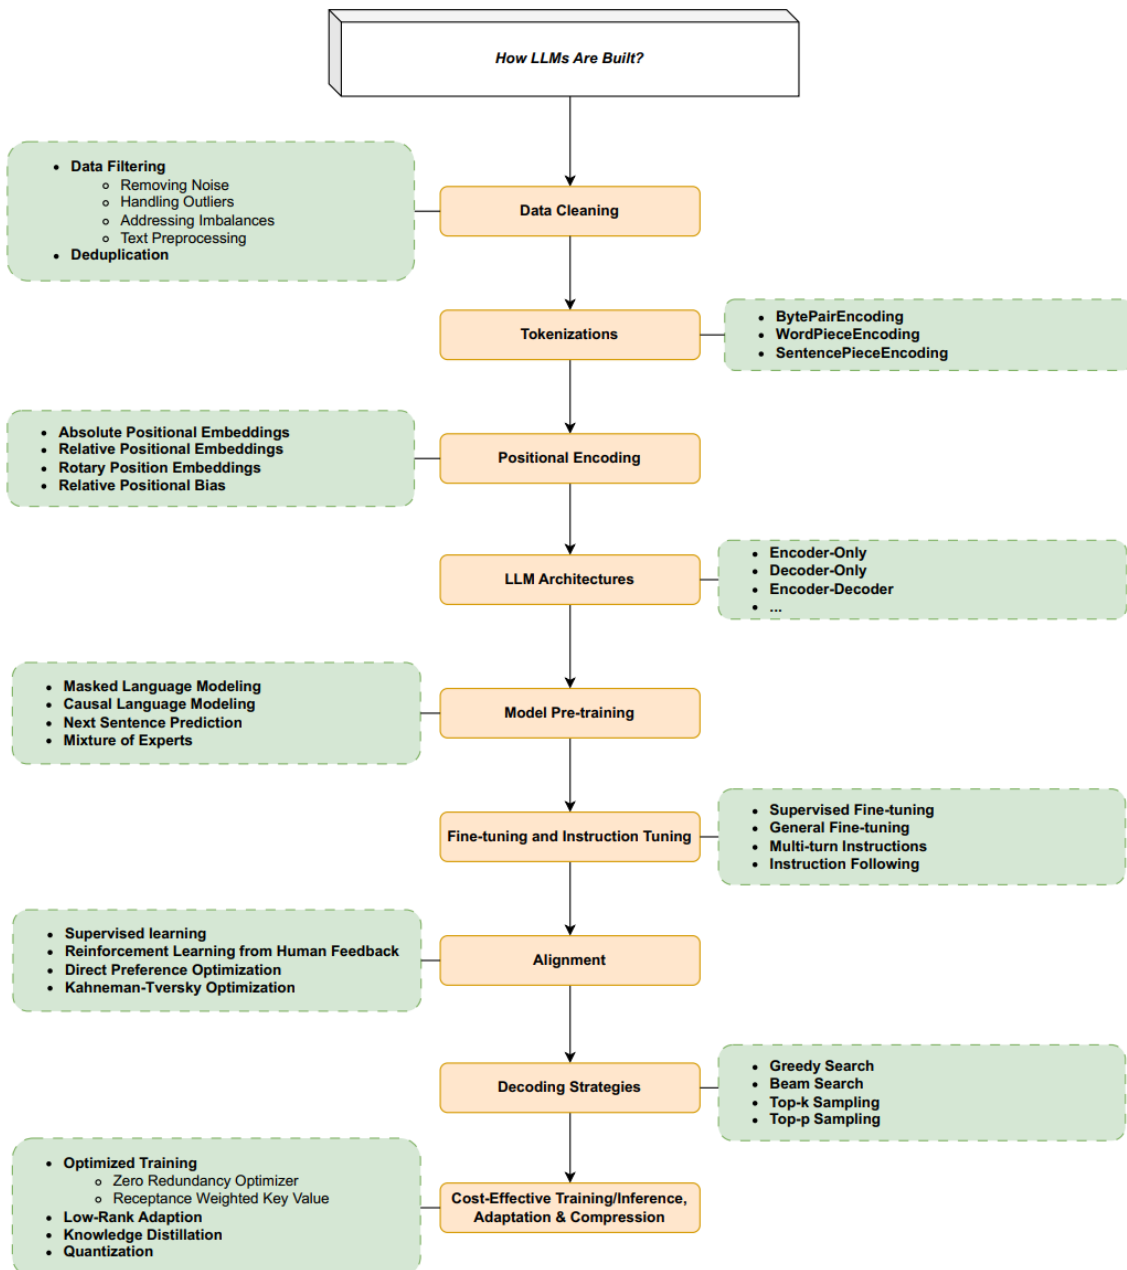 How LLMs Are Built?
• Data Filtering
○ Removing Noise
○ Handling Outliers
○ Addressing Imbalances
○ Text Preprocessing
• Deduplication
Data Cleaning
Tokenizations
• BytePairEncoding
• WordPieceEncoding
• SentencePieceEncoding
• Absolute Positional Embeddings
• Relative Positional Embeddings
• Rotary Position Embeddings
• Relative Positional Bias
Positional Encoding
LLM Architectures
• Encoder-Only
• Decoder-Only
• Encoder-Decoder
• ...
• Masked Language Modeling
• Causal Language Modeling
• Next Sentence Prediction
• Mixture of Experts
Model Pre-training
Fine-tuning and Instruction Tuning
• Supervised Fine-tuning
• General Fine-tuning
• Multi-turn Instructions
• Instruction Following
• Supervised learning
• Reinforcement Learning from Human Feedback
• Direct Preference Optimization
• Kahneman-Tversky Optimization
Alignment
Decoding Strategies
• Greedy Search
• Beam Search
• Top-k Sampling
• Top-p Sampling
• Optimized Training
○ Zero Redundancy Optimizer
○ Receptance Weighted Key Value
• Low-Rank Adaption
• Knowledge Distillation
• Quantization
Cost-Effective Training/Inference,
Adaptation & Compression